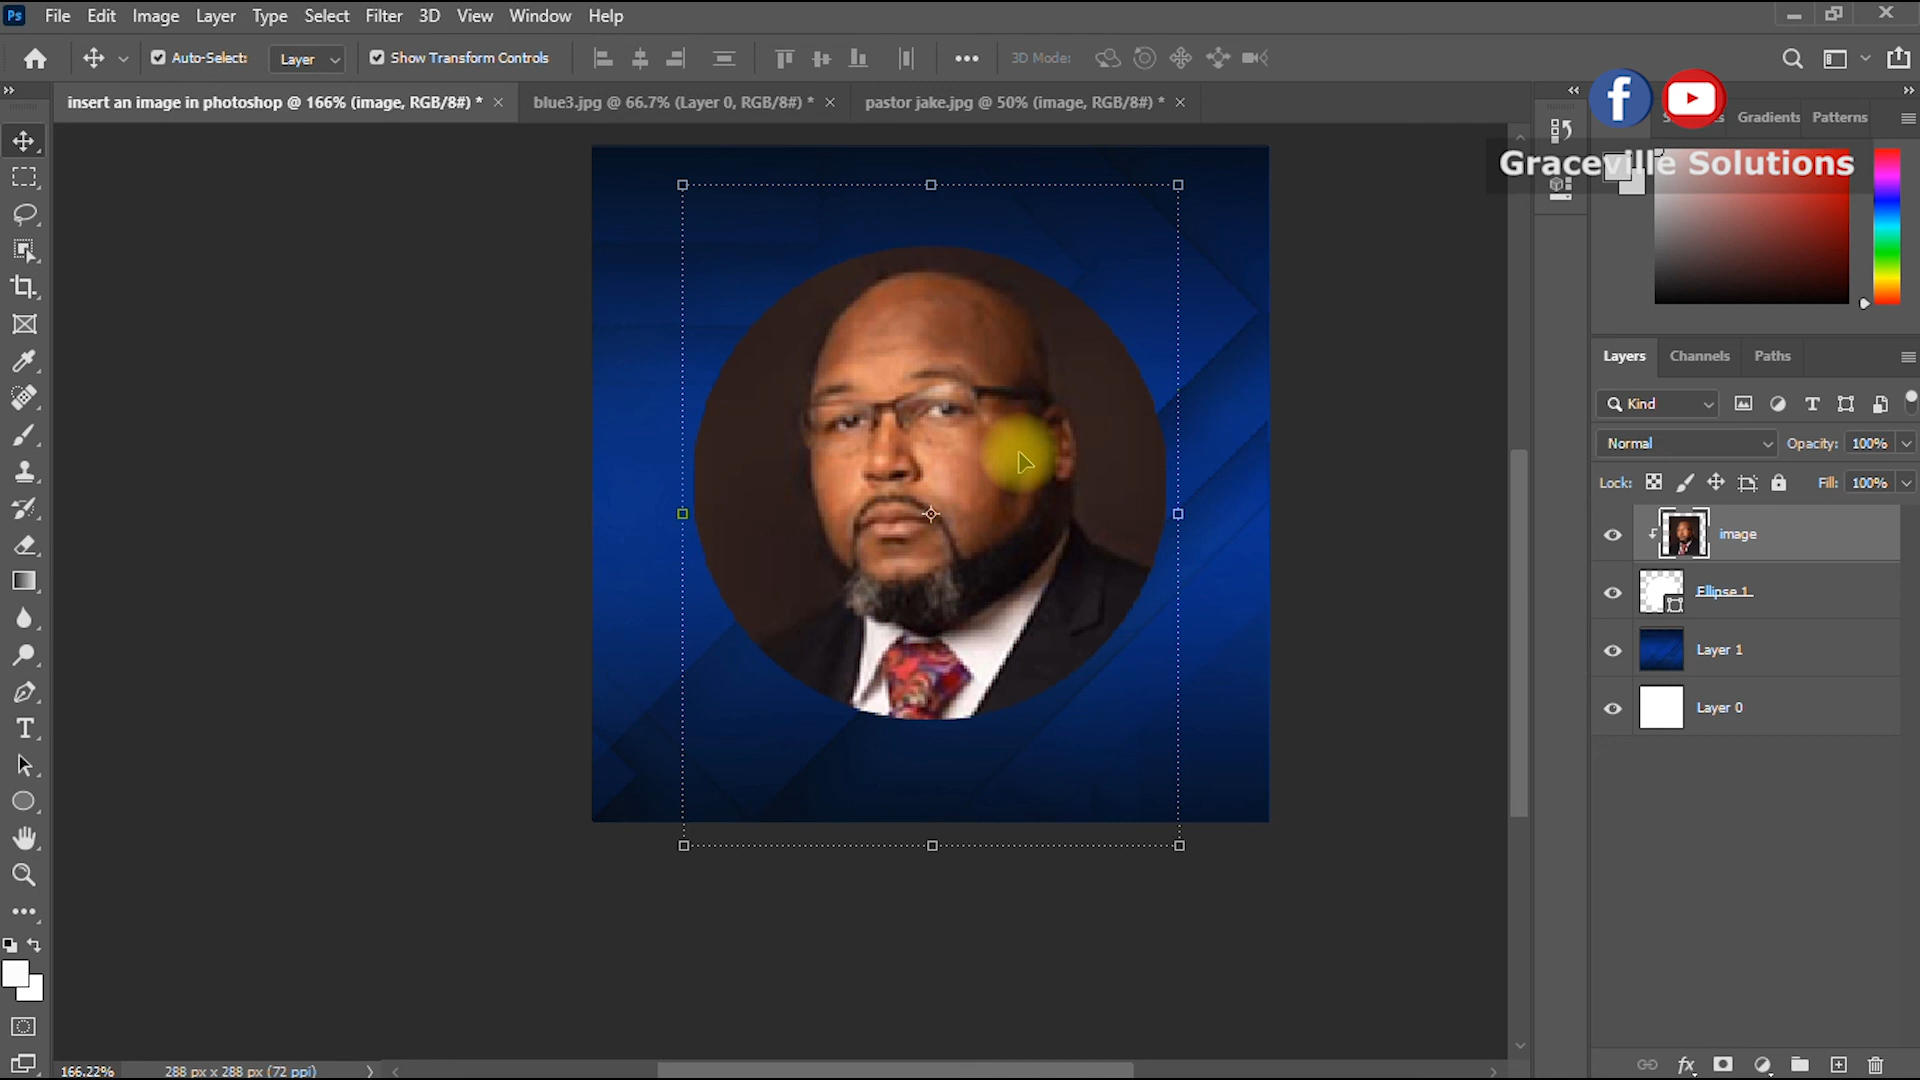 Ps File Edit Image Layer Type Select Filter 3D View Window Help
Auto-Select: Layer Show Transform Controls 3D Mode:
insert an image in photoshop @ 166% (image, RGB/8#) * blue3.jpg @ 66.7% (Layer 0, RGB/8#) * pastor jake.jpg @ 50% (image, RGB/8#) *
Gradients Patterns
Graceville Solutions
Layers Channels Paths
Kind
Normal Opacity: 100%
Lock: Fill: 100%
image
Ellipse 1
Layer 1
Layer 0
166.22% 288 px x 288 px (72 ppi)